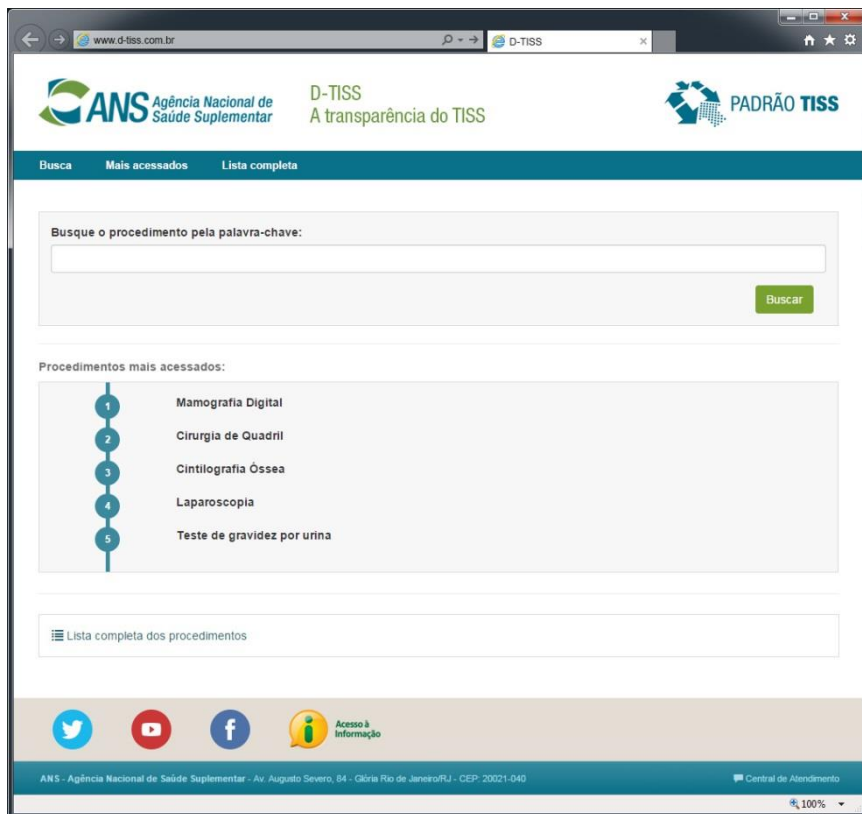 www.d-tiss.com.br
D-TISS
ANS Agência Nacional de Saúde Suplementar
D-TISS
A transparência do TISS
PADRÃO TISS
Busca Mais acessados Lista completa
Busque o procedimento pela palavra-chave:
Buscar
Procedimentos mais acessados:
1 Mamografia Digital
2 Cirurgia de Quadril
3 Cintilografia Óssea
4 Laparoscopia
5 Teste de gravidez por urina
Lista completa dos procedimentos
Acesso à
Informação
ANS - Agência Nacional de Saúde Suplementar - Av. Augusto Severo, 84 - Glória Rio de Janeiro/RJ - CEP: 20021-040 Central de Atendimento
100%